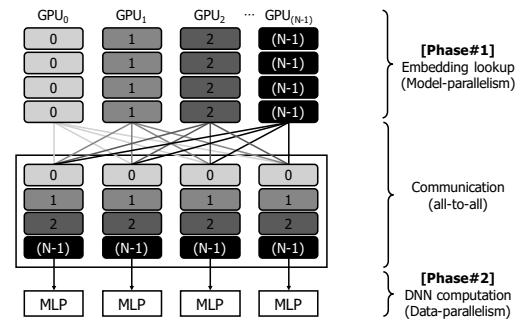 GPU0 GPU1 GPU2 ··· GPU(N-1)
0 1 2 (N-1)
0 1 2 (N-1)
0 1 2 (N-1)
0 1 2 (N-1)
[Phase#1]
Embedding lookup
(Model-parallelism)
0 0 0 0
1 1 1 1
2 2 2 2
(N-1) (N-1) (N-1) (N-1)
Communication
(all-to-all)
MLP MLP MLP MLP
[Phase#2]
DNN computation
(Data-parallelism)